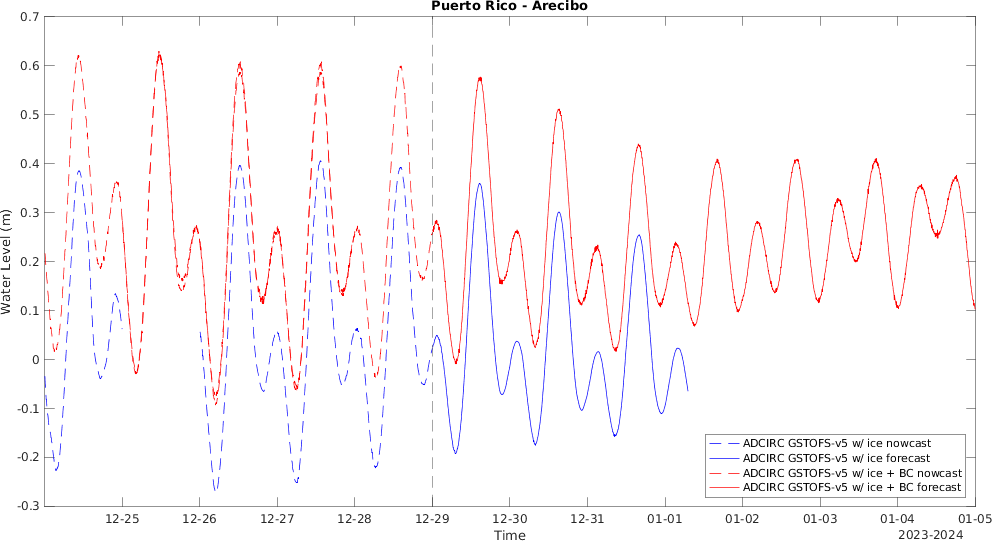 Puerto Rico - Arecibo
0.7
0.6
0.5
0.4
0.3
0.2
0.1
0
-0.1
-0.2
-0.3
Water Level (m)
ADCIRC GSTOFS-v5 w/ ice nowcast
ADCIRC GSTOFS-v5 w/ ice forecast
ADCIRC GSTOFS-v5 w/ ice + BC nowcast
ADCIRC GSTOFS-v5 w/ ice + BC forecast
12-25 12-26 12-27 12-28 12-29 12-30 12-31 01-01 01-02 01-03 01-04 01-05
Time
2023-2024